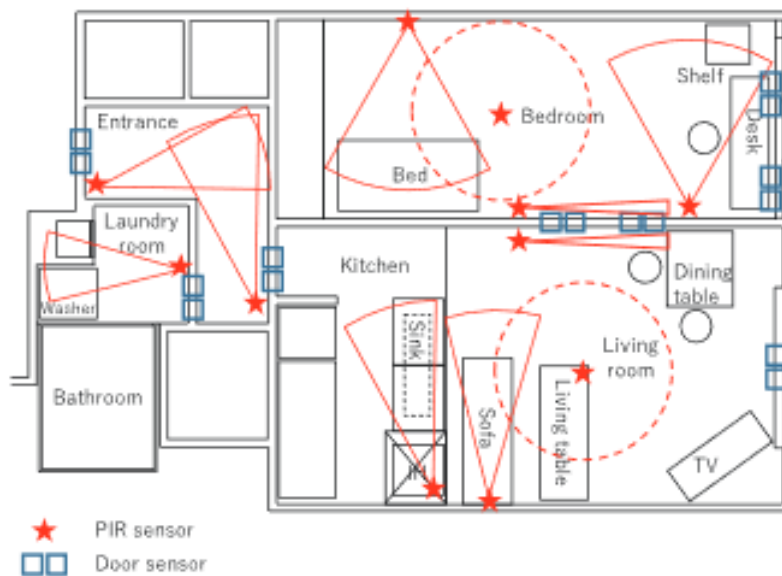 Entrance
Shelf
Bedroom
Desk
Bed
Laundry
room
Kitchen
Dining
table
Washer
Sink
Living
room
Bathroom
Sofa
Living table
IH
TV
PIR sensor
Door sensor